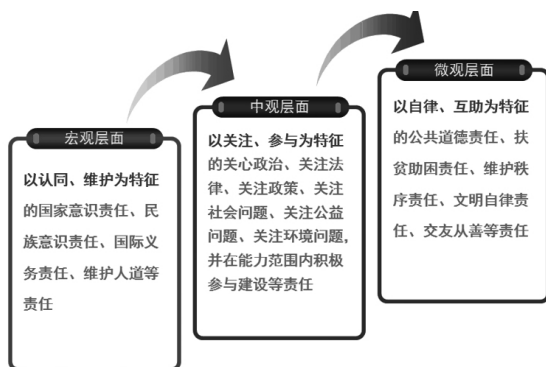 宏观层面
以认同、维护为特征
的国家意识责任、民
族意识责任、国际义
务责任、维护人道等
责任
中观层面
以关注、参与为特征
的关心政治、关注法
律、关注政策、关注
社会问题、关注公益
问题、关注环境问题，
并在能力范围内积极
参与建设等责任
微观层面
以自律、互助为特征
的公共道德责任、扶
贫助困责任、维护秩
序责任、文明自律责
任、交友从善等责任